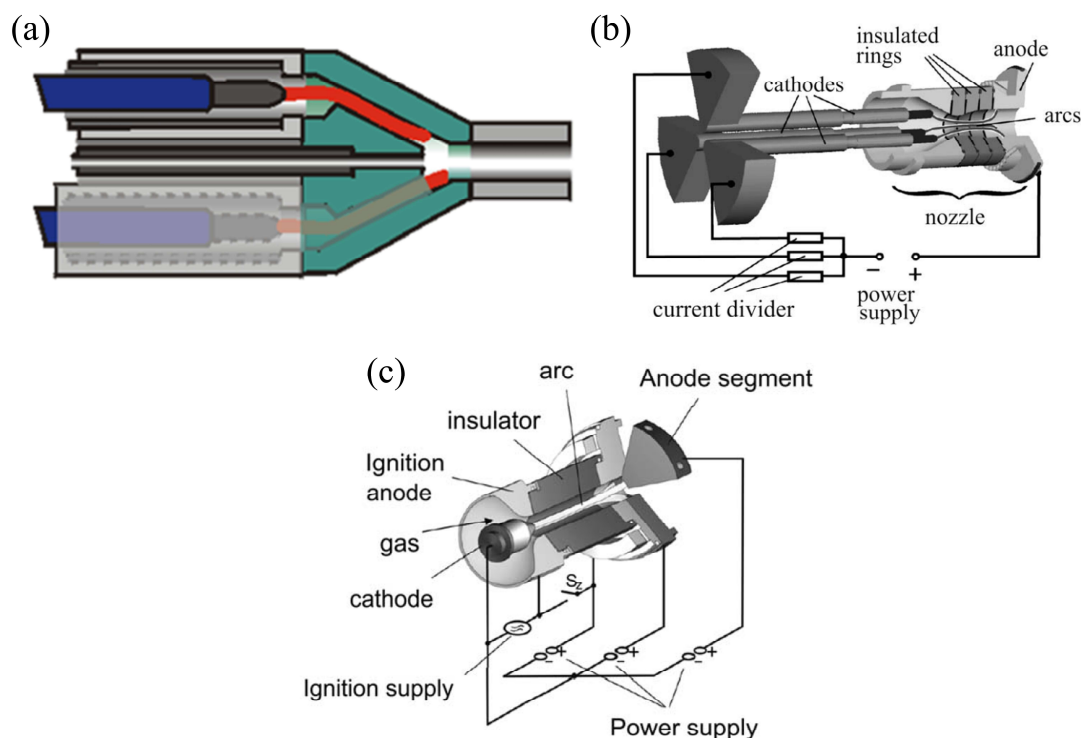 (a)
(b)
insulated
rings
anode
cathodes
arcs
nozzle
− +
current divider
power
supply
(c)
arc
Anode segment
insulator
Ignition
anode
gas
cathode
Sz
+ + +
− − −
Ignition supply
Power supply